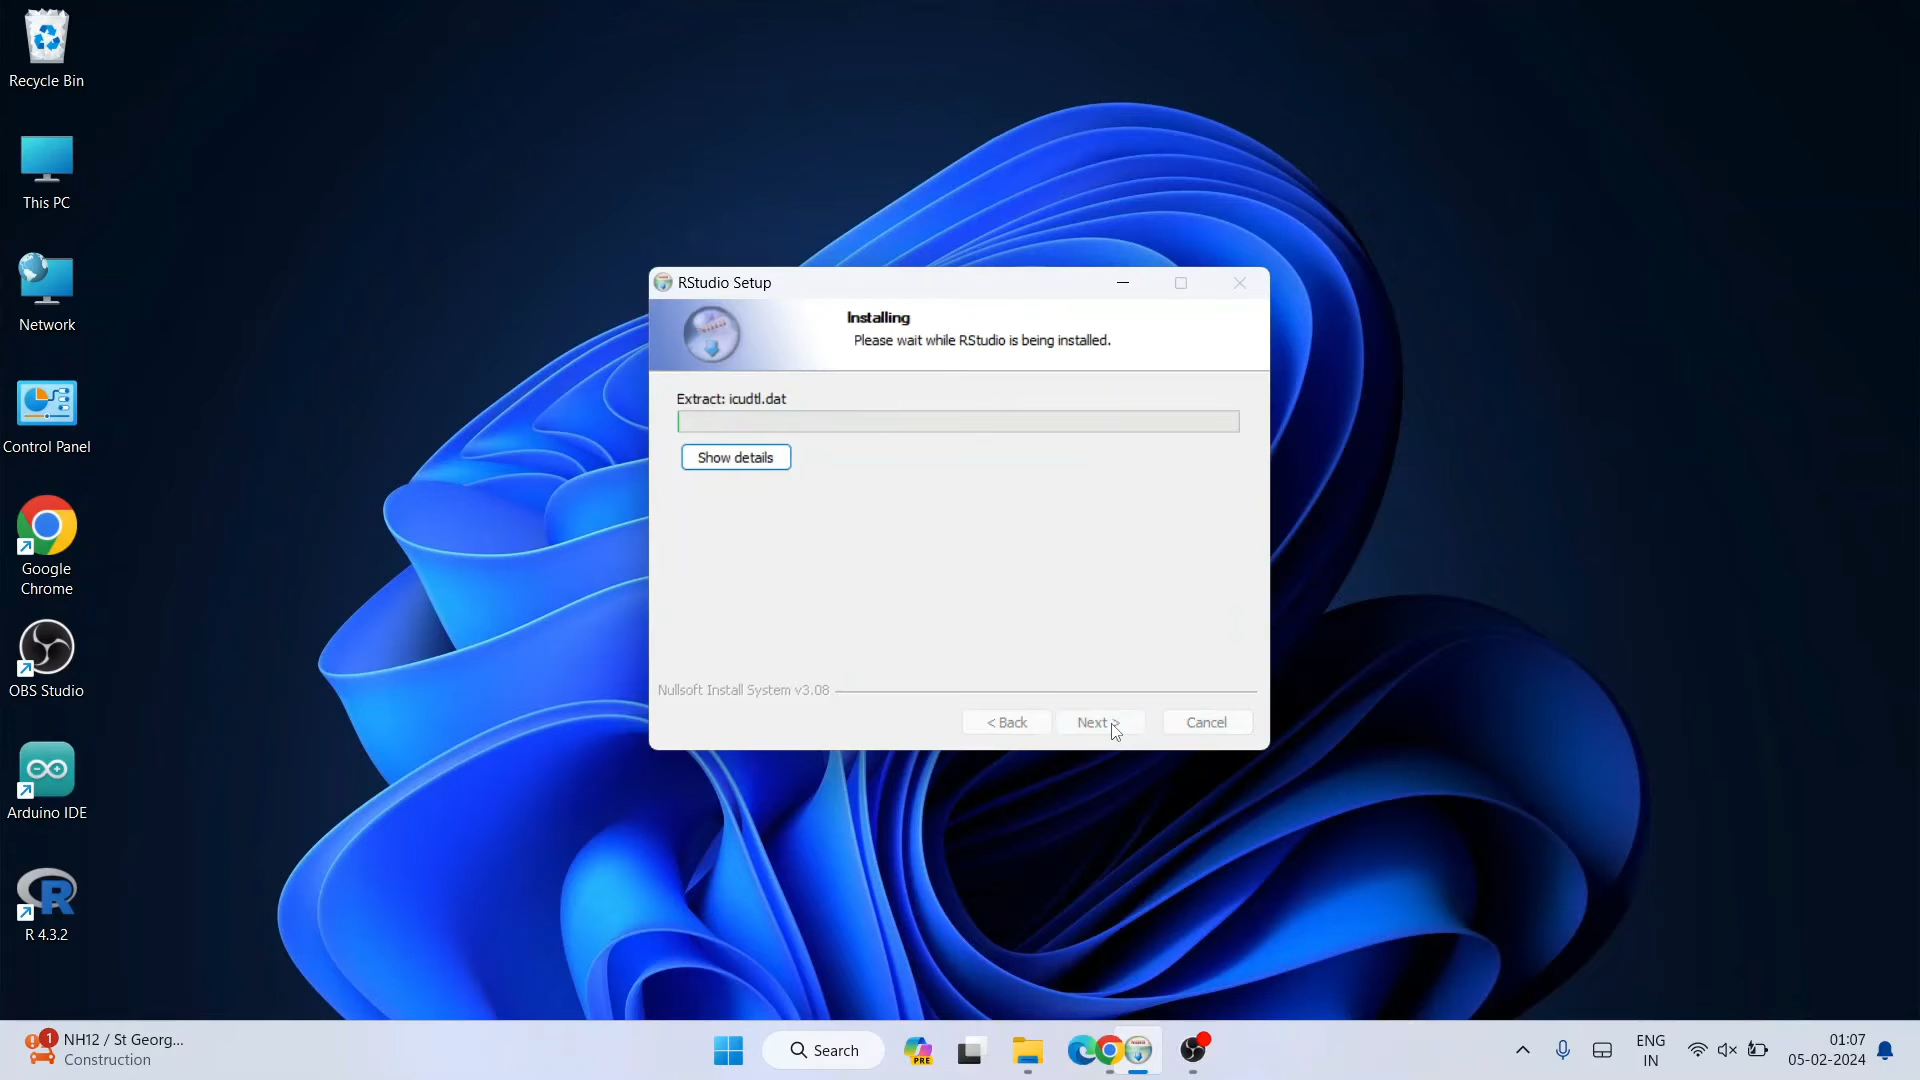 Recycle Bin
This PC
Network
Control Panel
Google
Chrome
OBS Studio
Arduino IDE
R 4.3.2
RStudio Setup
Installing
Please wait while RStudio is being installed.
Extract: icudtl.dat
Show details
Nullsoft Install System v3.08
< Back
Next >
Cancel
1
NH12 / St Georg...
Construction
Search
PRE
ENG
IN
01:07
05-02-2024